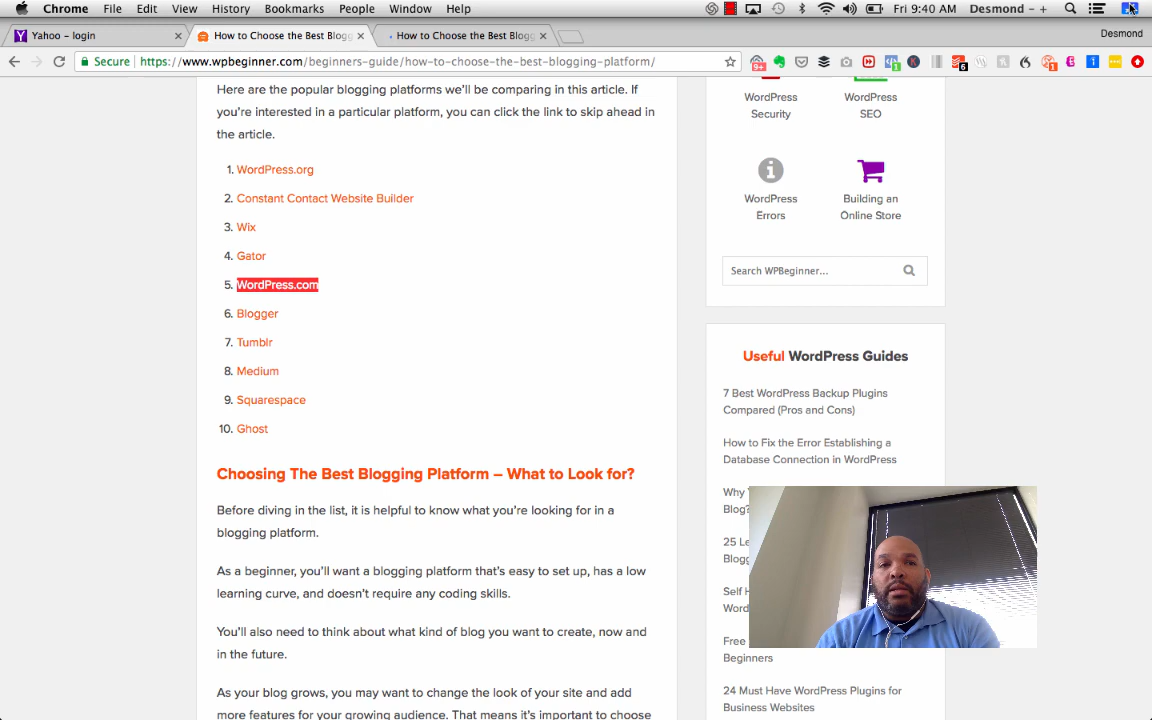 Chrome File Edit View History Bookmarks People Window Help
Fri 9:40 AM Desmond - +
Yahoo - login
How to Choose the Best Blogg
How to Choose the Best Blogg
Desmond
Secure https://www.wpbeginner.com/beginners-guide/how-to-choose-the-best-blogging-platform/
9+
1
6
1
Here are the popular blogging platforms we'll be comparing in this article. If
you're interested in a particular platform, you can click the link to skip ahead in
the article.
1. WordPress.org
2. Constant Contact Website Builder
3. Wix
4. Gator
5. WordPress.com
6. Blogger
7. Tumblr
8. Medium
9. Squarespace
10. Ghost
Choosing The Best Blogging Platform – What to Look for?
Before diving in the list, it is helpful to know what you're looking for in a
blogging platform.
As a beginner, you'll want a blogging platform that's easy to set up, has a low
learning curve, and doesn't require any coding skills.
You'll also need to think about what kind of blog you want to create, now and
in the future.
As your blog grows, you may want to change the look of your site and add
more features for your growing audience. That means it's important to choose
WordPress
Security
WordPress
SEO
WordPress
Errors
Building an
Online Store
Search WPBeginner...
Useful WordPress Guides
7 Best WordPress Backup Plugins
Compared (Pros and Cons)
How to Fix the Error Establishing a
Database Connection in WordPress
Why
Blog?
25 Le
Blogg
Self H
Word
Free
Beginners
24 Must Have WordPress Plugins for
Business Websites